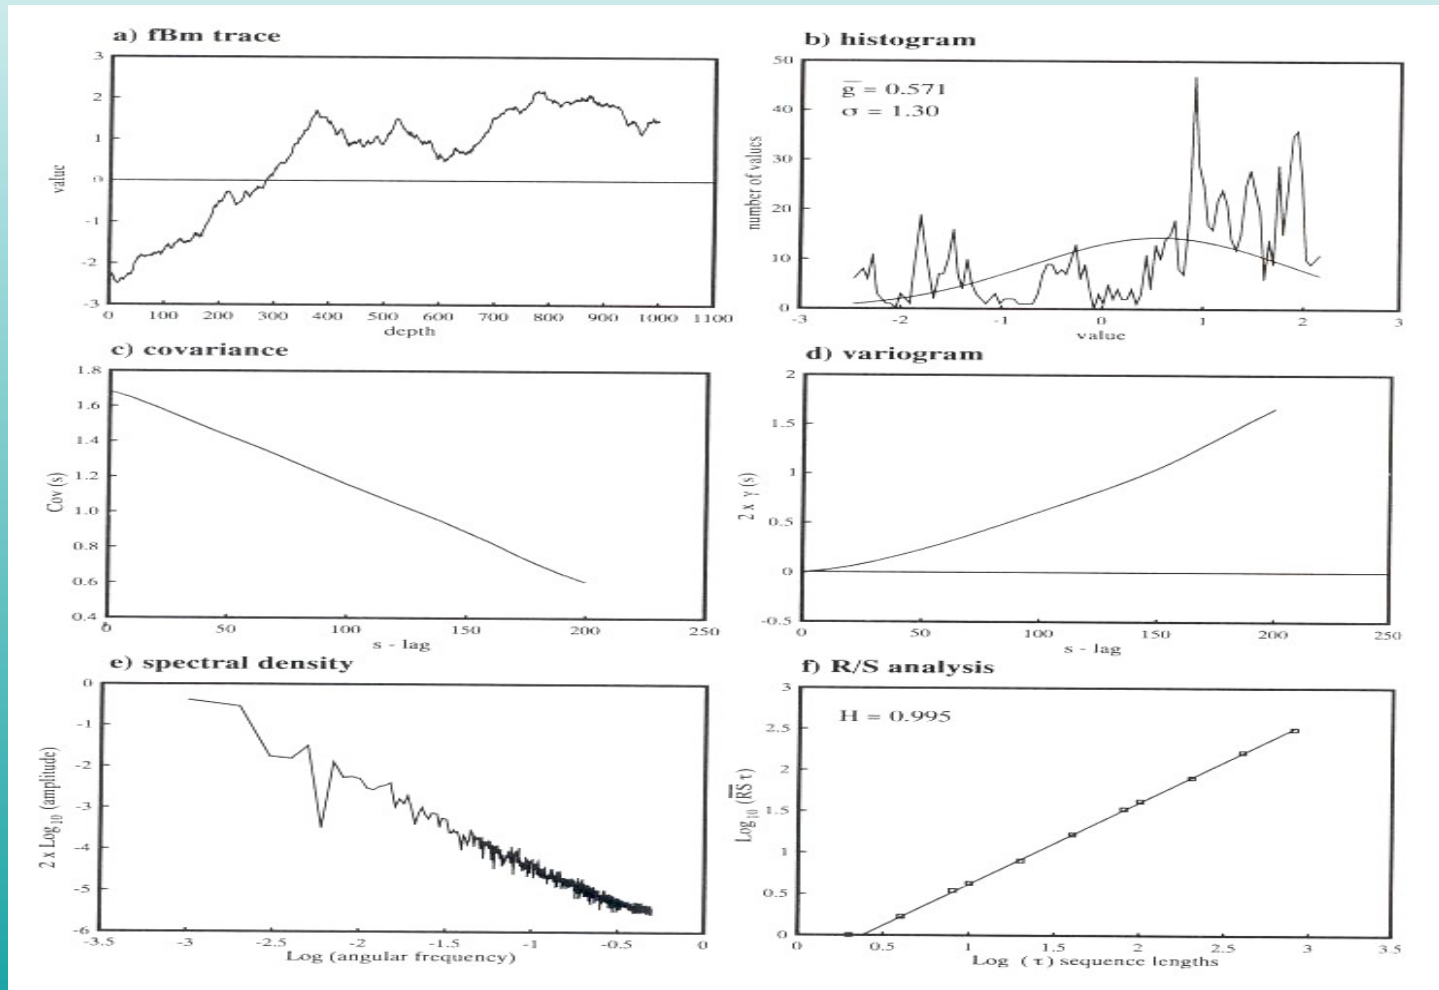 a) fBm trace
3
2
1
0
-1
-2
-3
value
0 100 200 300 400 500 600 700 800 900 1000 1100
depth
b) histogram
g = 0.571
σ = 1.30
50
40
30
20
10
0
number of values
-3 -2 -1 0 1 2 3
value
c) covariance
1.8
1.6
1.4
1.2
1.0
0.8
0.6
0.4
Cov (s)
0 50 100 150 200 250
s - lag
d) variogram
2
1.5
1
0.5
0
-0.5
2 x γ (s)
0 50 100 150 200 250
s - lag
e) spectral density
0
-1
-2
-3
-4
-5
-6
2 x Log10 (amplitude)
-3.5 -3 -2.5 -2 -1.5 -1 -0.5 0
Log (angular frequency)
f) R/S analysis
H = 0.995
3
2.5
2
1.5
1
0.5
0
Log10 (RS τ)
0 0.5 1 1.5 2 2.5 3 3.5
Log (τ) sequence lengths